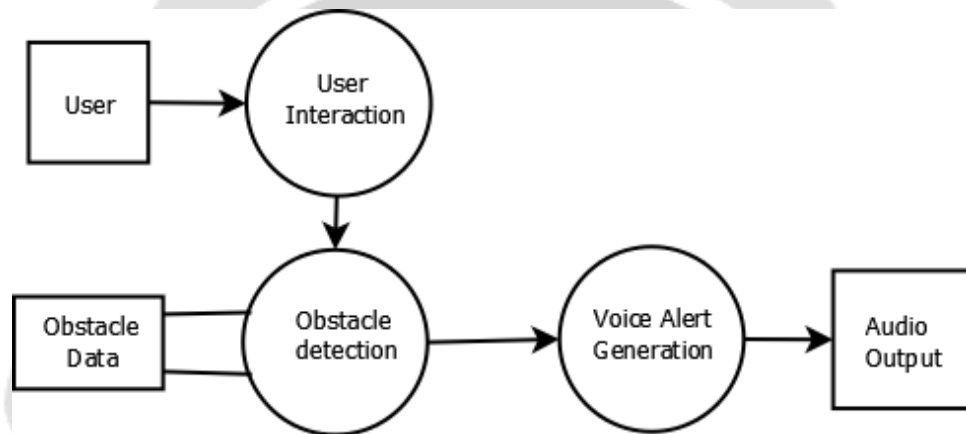 User
User
Interaction
Obstacle
Data
Obstacle
detection
Voice Alert
Generation
Audio
Output